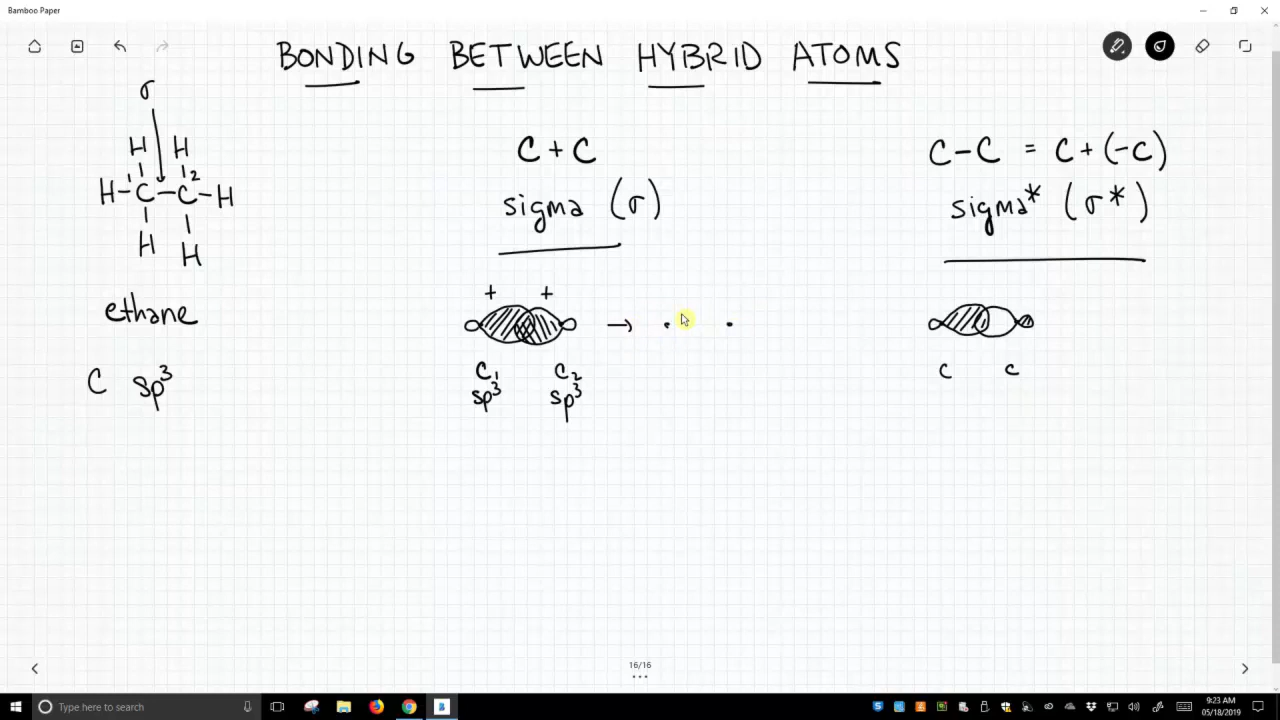 Bamboo Paper
BONDING BETWEEN HYBRID ATOMS
σ
H H
1 2
H-C-C-H
H H
ethane
C sp³
C + C
sigma (σ)
+ +
→
C₁ C₂
sp³ sp³
C-C = C + (-C)
sigma* (σ*)
C C
16/16
Type here to search
9:23 AM
05/18/2019